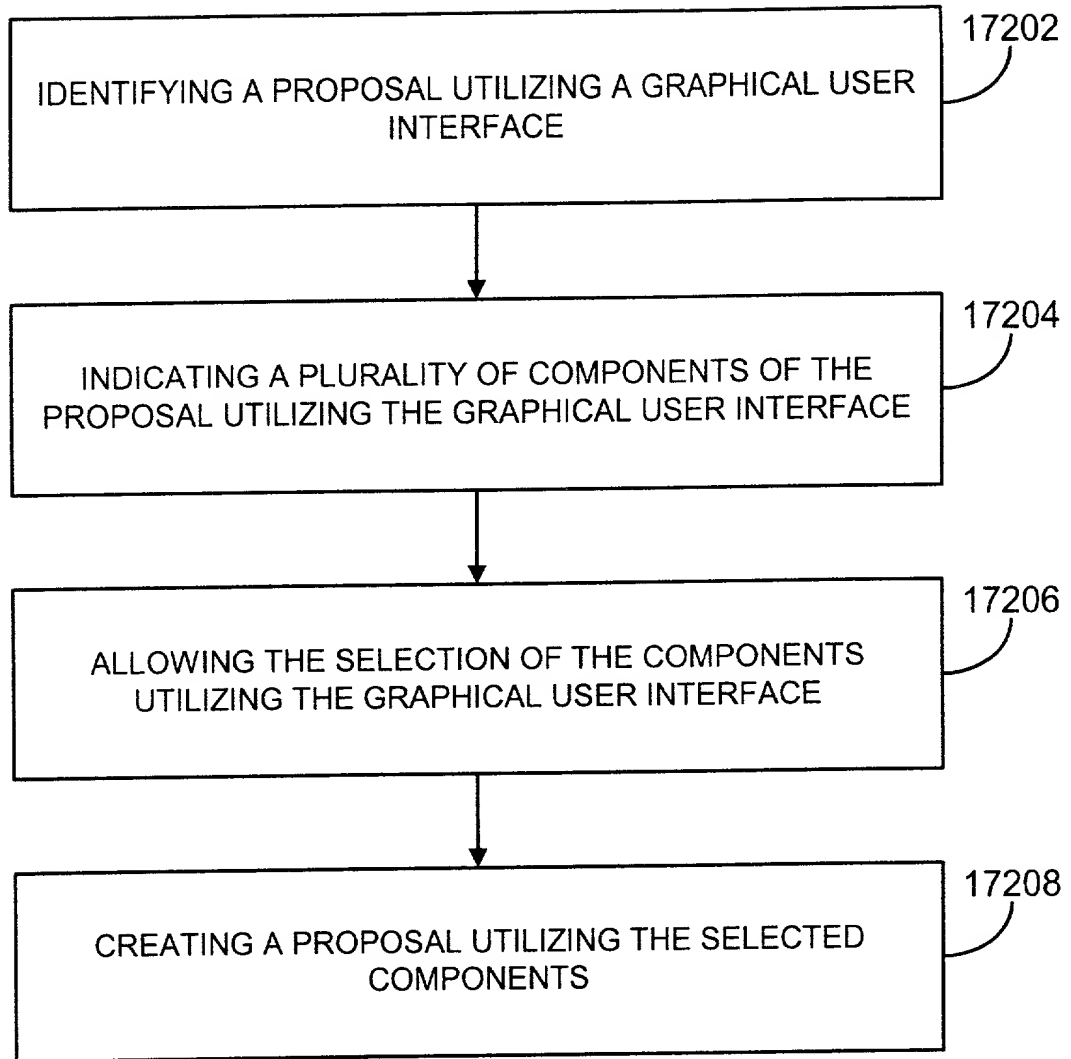 17202
IDENTIFYING A PROPOSAL UTILIZING A GRAPHICAL USER
INTERFACE
17204
INDICATING A PLURALITY OF COMPONENTS OF THE
PROPOSAL UTILIZING THE GRAPHICAL USER INTERFACE
17206
ALLOWING THE SELECTION OF THE COMPONENTS
UTILIZING THE GRAPHICAL USER INTERFACE
17208
CREATING A PROPOSAL UTILIZING THE SELECTED
COMPONENTS